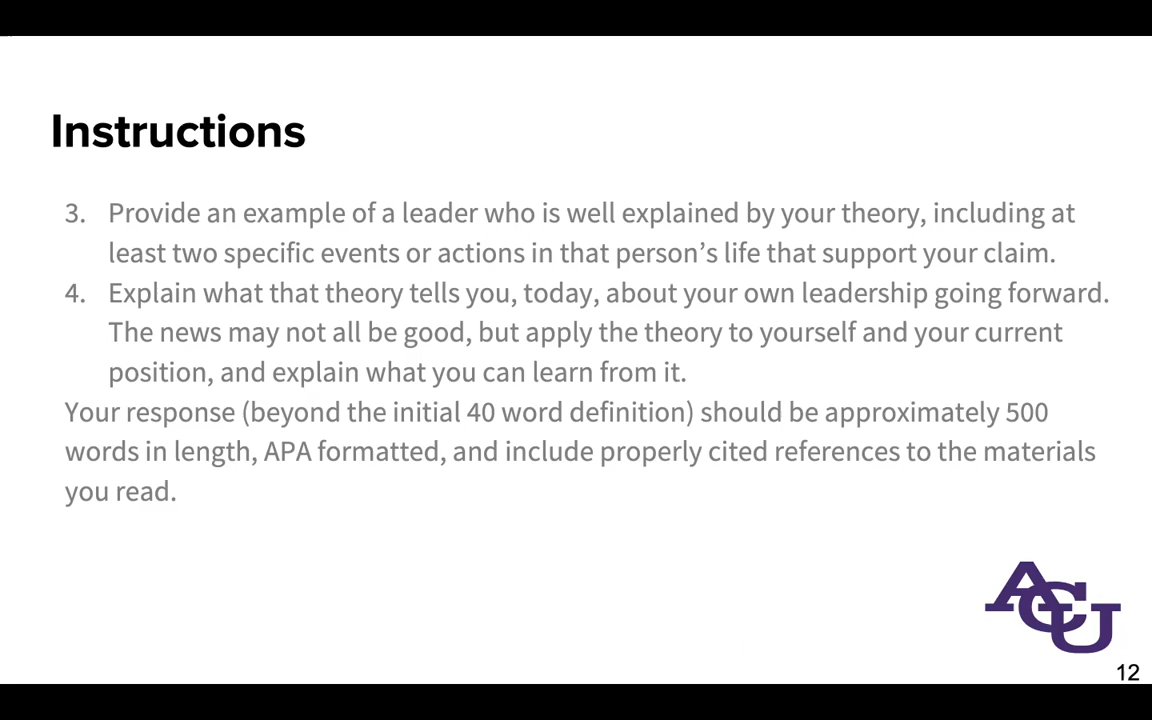 Instructions
3. Provide an example of a leader who is well explained by your theory, including at
least two specific events or actions in that person’s life that support your claim.
4. Explain what that theory tells you, today, about your own leadership going forward.
The news may not all be good, but apply the theory to yourself and your current
position, and explain what you can learn from it.
Your response (beyond the initial 40 word definition) should be approximately 500
words in length, APA formatted, and include properly cited references to the materials
you read.
ACU
12